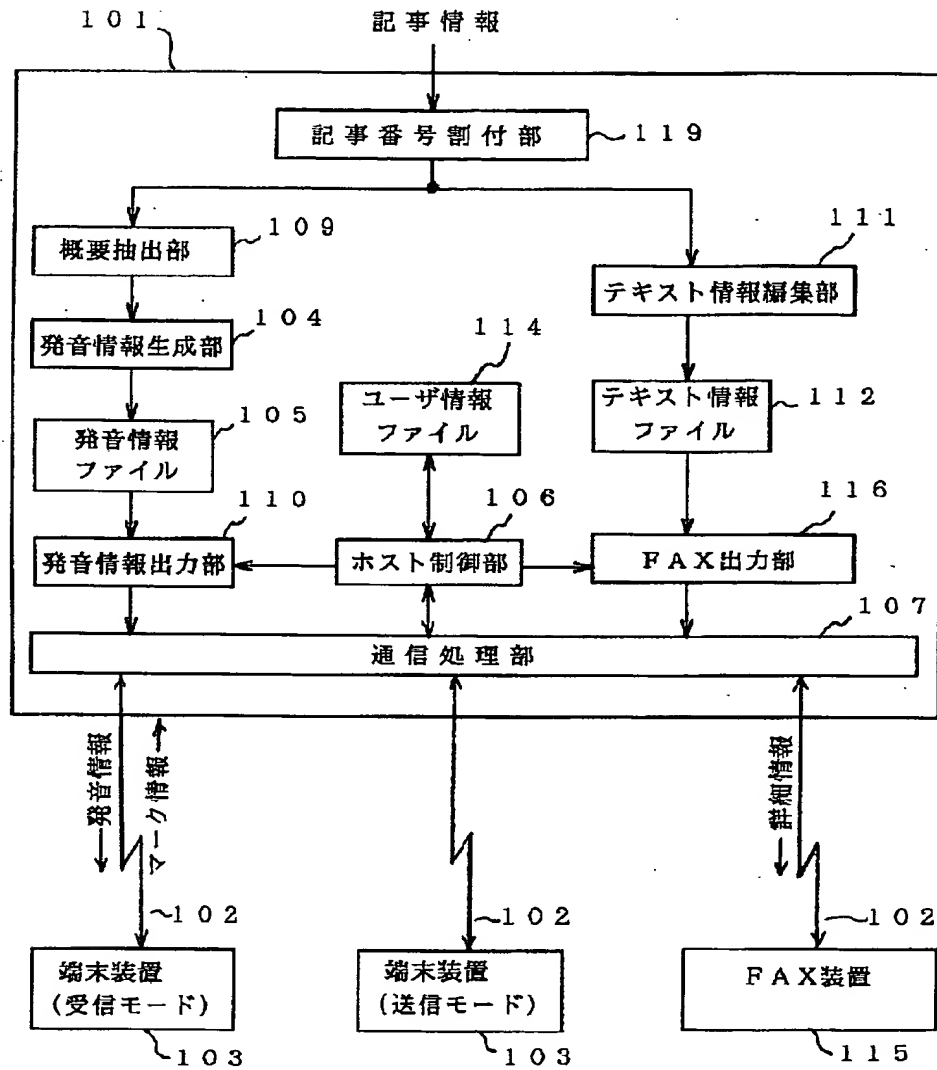 101
記事情報
記事番号割付部
119
109
概要抽出部
111
テキスト情報編集部
104
発音情報生成部
114
ユーザ情報
ファイル
テキスト情報
ファイル
112
105
発音情報
ファイル
110
発音情報出力部
106
ホスト制御部
116
FAX出力部
107
通信処理部
発音情報
マーク情報
詳細情報
102
102
102
端末装置
(受信モード)
103
端末装置
(送信モード)
103
FAX装置
115